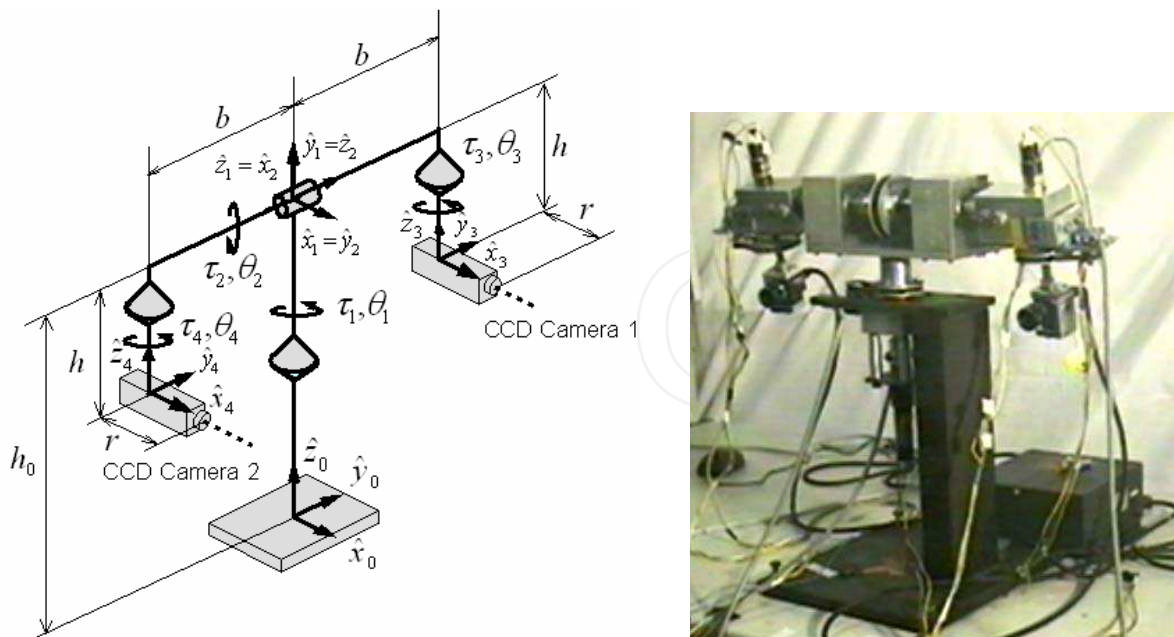 b
b
ŷ₁ = ẑ₂
τ₃, θ₃
h
ẑ₁ = x̂₂
r
ẑ₃
ŷ₃
x̂₁ = ŷ₂
x̂₃
τ₂, θ₂
CCD Camera 1
τ₁, θ₁
τ₄, θ₄
h
ẑ₄
ŷ₄
x̂₄
r
h₀
CCD Camera 2
ẑ₀
ŷ₀
x̂₀